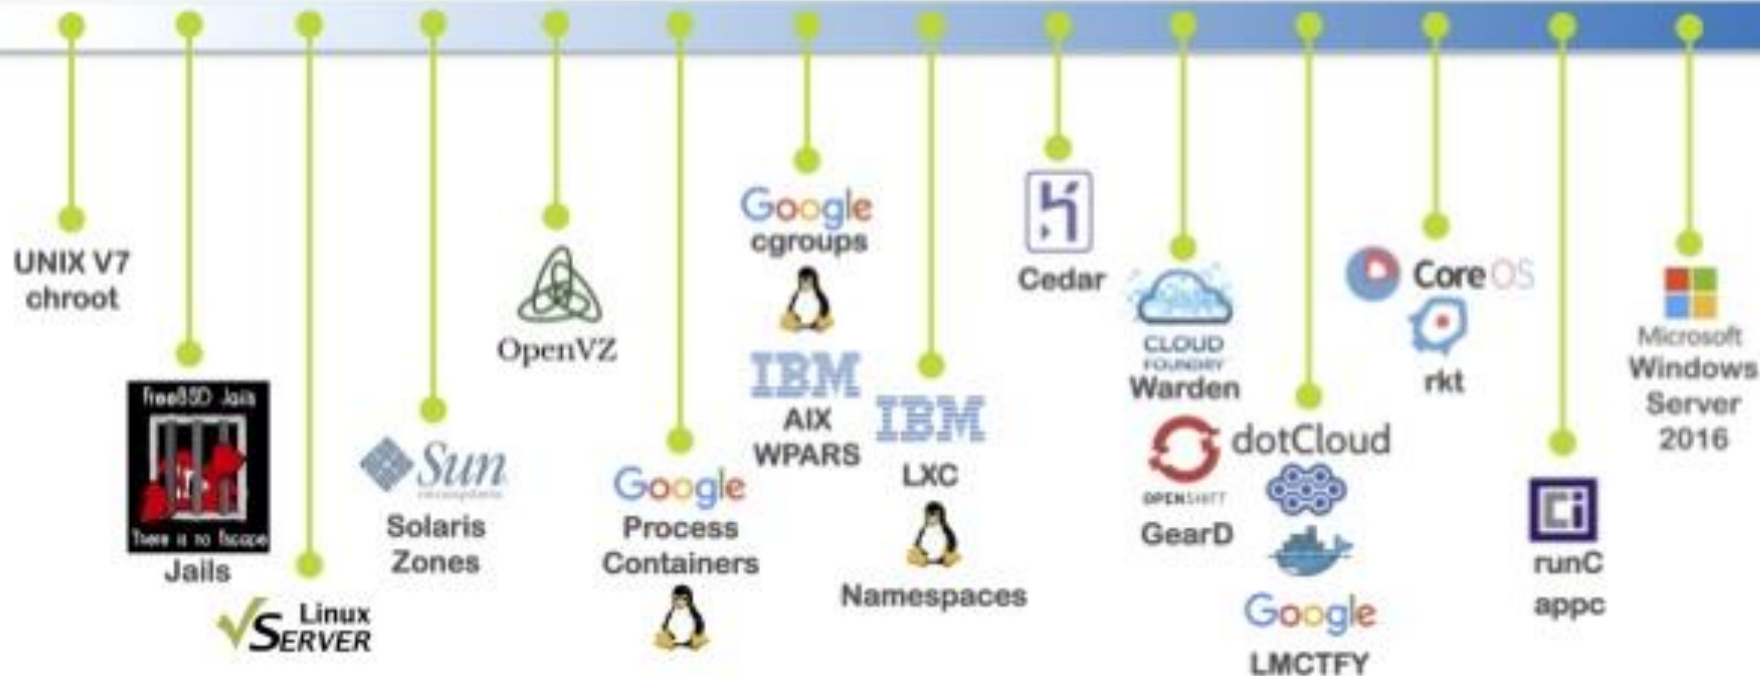 UNIX V7
chroot
FreeBSD Jails
There is no Escape
Jails
Linux
VSERVER
Sun
Solaris
Zones
OpenVZ
Google
Process
Containers
Google
cgroups
IBM
AIX
WPARS
IBM
LXC
Namespaces
Cedar
CLOUD
FOUNDRY
Warden
OPENSHIFT
GearD
dotCloud
Google
LMCTFY
CoreOS
rkt
runC
appc
Microsoft
Windows
Server
2016